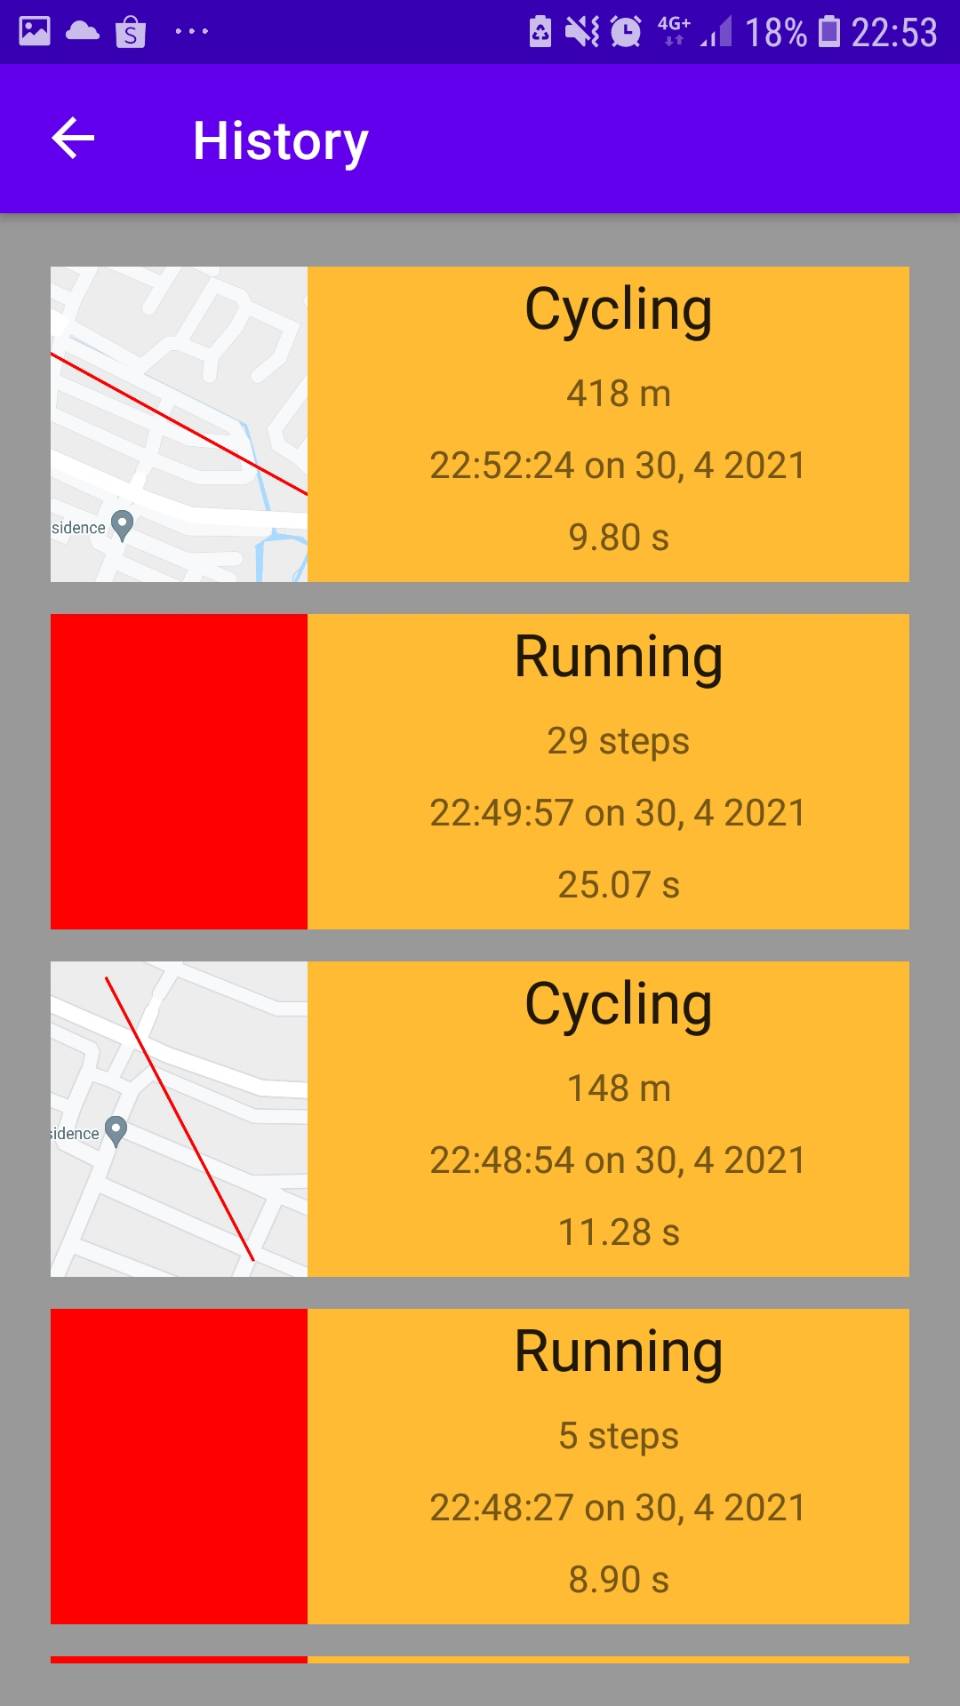 4G+ 18% 22:53
History
Cycling
418 m
22:52:24 on 30, 4 2021
9.80 s
sidence
Running
29 steps
22:49:57 on 30, 4 2021
25.07 s
Cycling
148 m
22:48:54 on 30, 4 2021
11.28 s
sidence
Running
5 steps
22:48:27 on 30, 4 2021
8.90 s